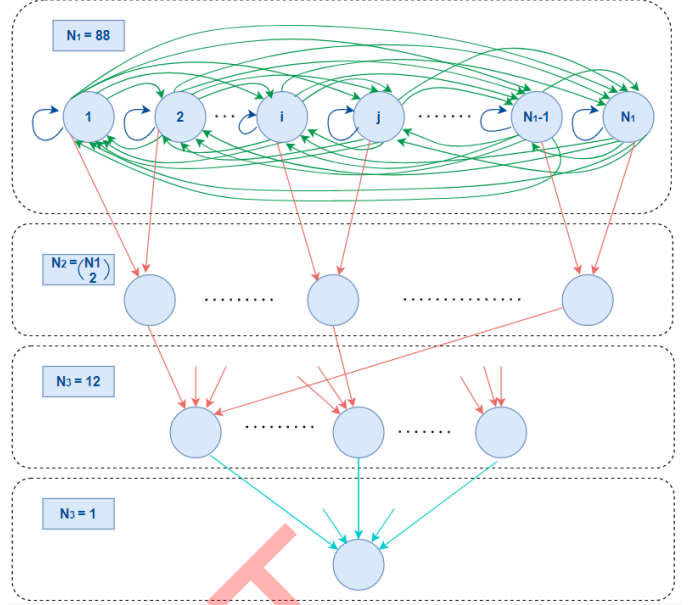 N1 = 88
1
2
i
j
N1-1
N1
N2 = (N1
2)
N3 = 12
N3 = 1